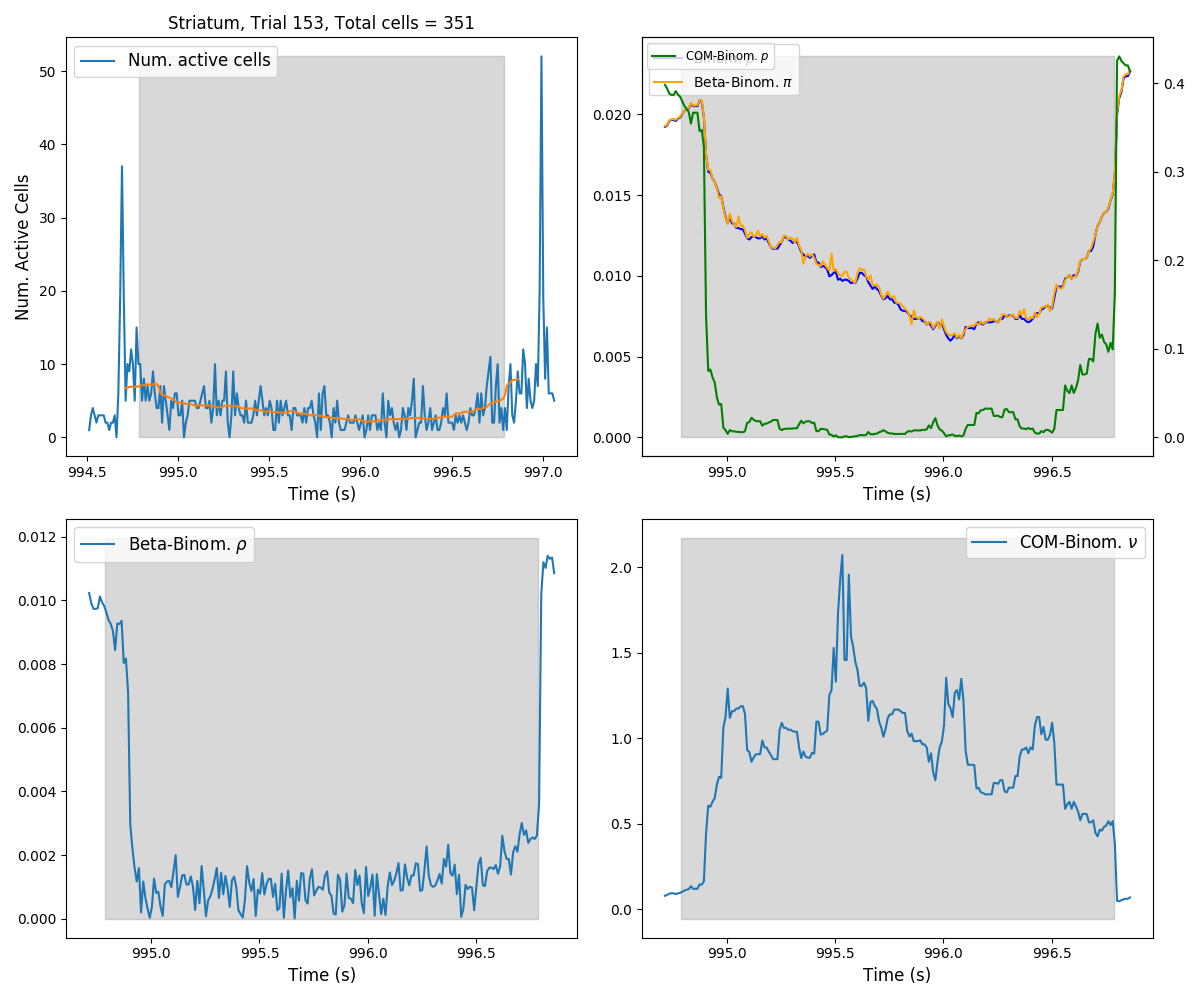 Striatum, Trial 153, Total cells = 351
Num. active cells
Num. Active Cells
50
40
30
20
10
0
994.5 995.0 995.5 996.0 996.5 997.0
Time (s)
COM-Binom. p
Beta-Binom. π
0.020
0.015
0.010
0.005
0.000
0.4
0.3
0.2
0.1
0.0
995.0 995.5 996.0 996.5
Time (s)
Beta-Binom. ρ
0.012
0.010
0.008
0.006
0.004
0.002
0.000
995.0 995.5 996.0 996.5
Time (s)
COM-Binom. ν
2.0
1.5
1.0
0.5
0.0
995.0 995.5 996.0 996.5
Time (s)